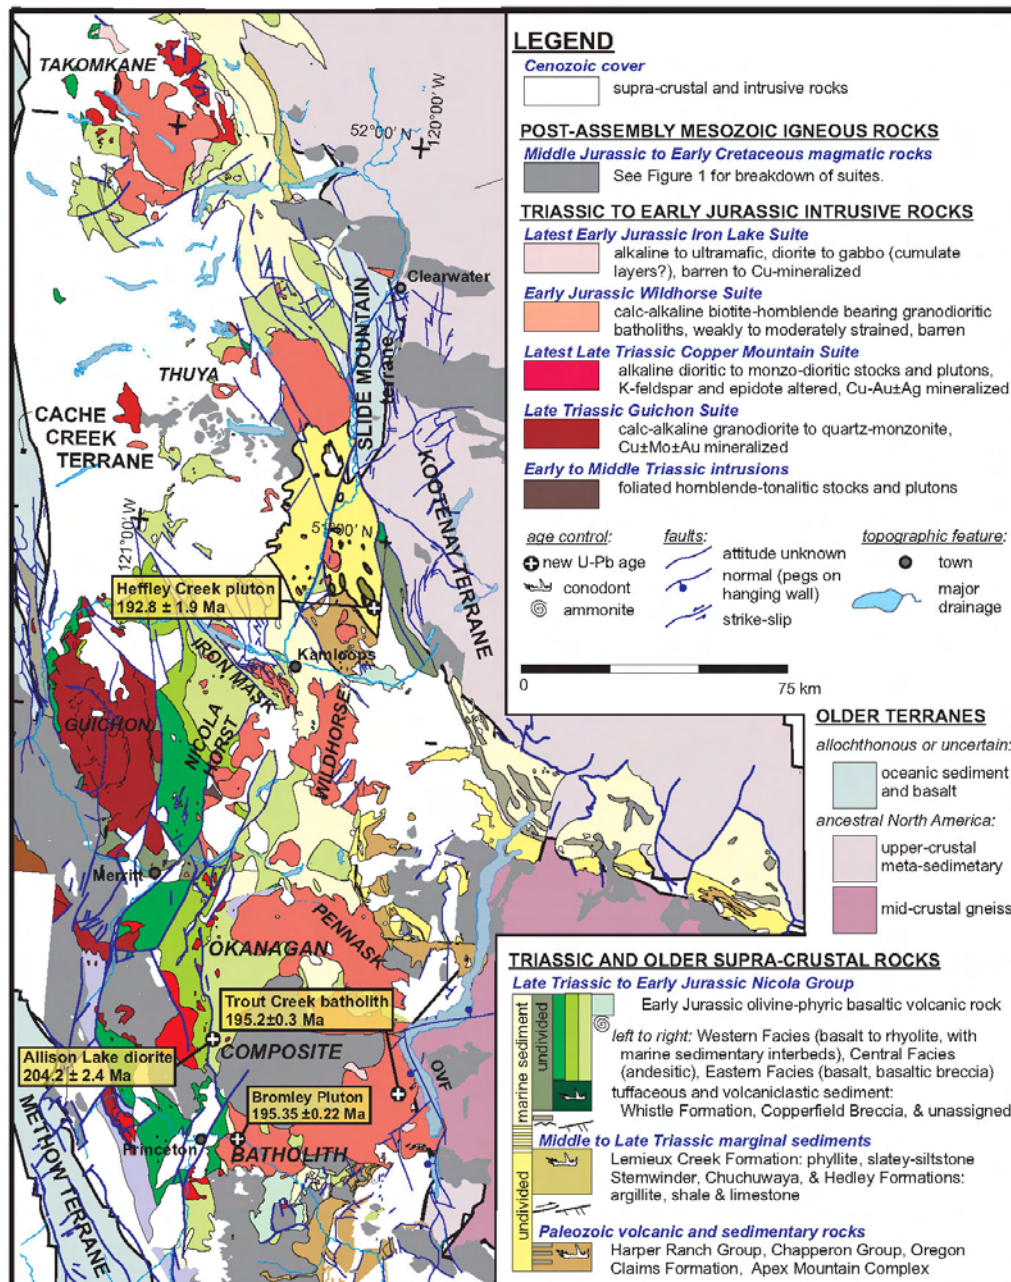 TAKOMKANE
52°00' N
120°00' W
Clearwater
SLIDE MOUNTAIN
terrane
THUYA
CACHE
CREEK
TERRANE
KOOTENAY TERRANE
121°00' W
51°00' N
Heffley Creek pluton
192.8 ± 1.9 Ma
Kamloops
IRON MASK
GUICHON
NICOLA
HORST
WILDHORSE
Merritt
PENNASK
OKANAGAN
Trout Creek batholith
195.2±0.3 Ma
Allison Lake diorite
204.2 ± 2.4 Ma
COMPOSITE
Bromley Pluton
195.35 ±0.22 Ma
OVF
Princeton
BATHOLITH
METHOW TERRANE
LEGEND
Cenozoic cover
supra-crustal and intrusive rocks
POST-ASSEMBLY MESOZOIC IGNEOUS ROCKS
Middle Jurassic to Early Cretaceous magmatic rocks
See Figure 1 for breakdown of suites.
TRIASSIC TO EARLY JURASSIC INTRUSIVE ROCKS
Latest Early Jurassic Iron Lake Suite
alkaline to ultramafic, diorite to gabbo (cumulate
layers?), barren to Cu-mineralized
Early Jurassic Wildhorse Suite
calc-alkaline biotite-hornblende bearing granodioritic
batholiths, weakly to moderately strained, barren
Latest Late Triassic Copper Mountain Suite
alkaline dioritic to monzo-dioritic stocks and plutons,
K-feldspar and epidote altered, Cu-Au±Ag mineralized
Late Triassic Guichon Suite
calc-alkaline granodiorite to quartz-monzonite,
Cu±Mo±Au mineralized
Early to Middle Triassic intrusions
foliated hornblende-tonalitic stocks and plutons
age control:
new U-Pb age
conodont
ammonite
faults:
attitude unknown
normal (pegs on
hanging wall)
strike-slip
topographic feature:
town
major
drainage
0 75 km
OLDER TERRANES
allochthonous or uncertain:
oceanic sediment
and basalt
ancestral North America:
upper-crustal
meta-sedimetary
mid-crustal gneiss
TRIASSIC AND OLDER SUPRA-CRUSTAL ROCKS
Late Triassic to Early Jurassic Nicola Group
marine sediment
undivided
Early Jurassic olivine-phyric basaltic volcanic rock
left to right: Western Facies (basalt to rhyolite, with
marine sedimentary interbeds), Central Facies
(andesitic), Eastern Facies (basalt, basaltic breccia)
tuffaceous and volcaniclastic sediment:
Whistle Formation, Copperfield Breccia, & unassigned
Middle to Late Triassic marginal sediments
undivided
Lemieux Creek Formation: phyllite, slatey-siltstone
Stemwinder, Chuchuwaya, & Hedley Formations:
argillite, shale & limestone
Paleozoic volcanic and sedimentary rocks
Harper Ranch Group, Chapperon Group, Oregon
Claims Formation, Apex Mountain Complex